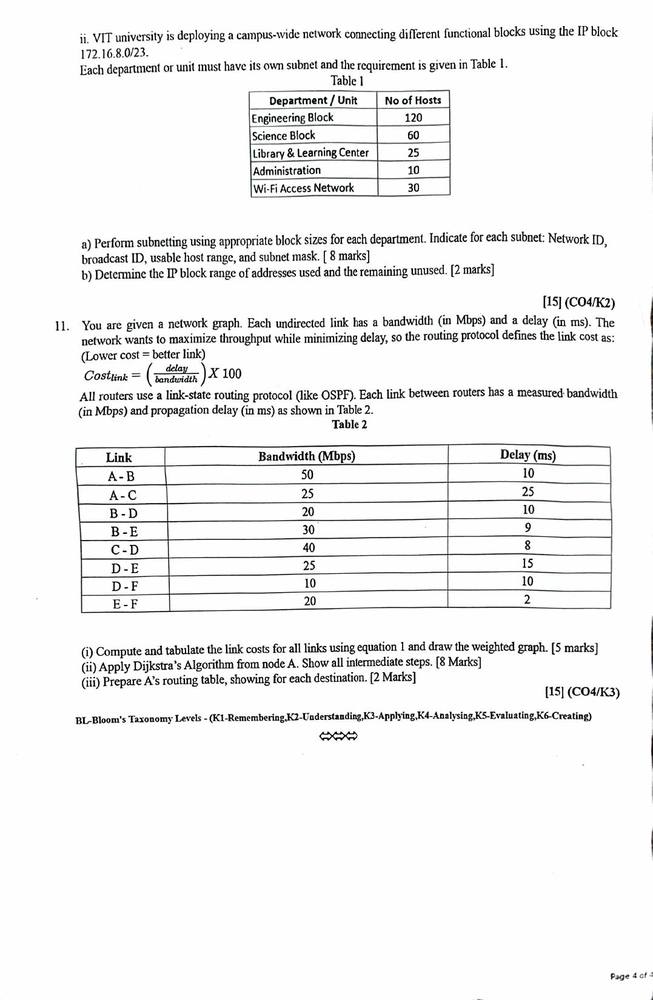 ii. VIT university is deploying a campus-wide network connecting different functional blocks using the IP block
172.16.8.0/23.
Each department or unit must have its own subnet and the requirement is given in Table 1.
Table 1
Department / Unit No of Hosts
Engineering Block 120
Science Block 60
Library & Learning Center 25
Administration 10
Wi-Fi Access Network 30
a) Perform subnetting using appropriate block sizes for each department. Indicate for each subnet: Network ID,
broadcast ID, usable host range, and subnet mask. [ 8 marks]
b) Determine the IP block range of addresses used and the remaining unused. [2 marks]
[15] (CO4/K2)
11. You are given a network graph. Each undirected link has a bandwidth (in Mbps) and a delay (in ms). The
network wants to maximize throughput while minimizing delay, so the routing protocol defines the link cost as:
(Lower cost = better link)
Cost_link = (delay/bandwidth) X 100
All routers use a link-state routing protocol (like OSPF). Each link between routers has a measured bandwidth
(in Mbps) and propagation delay (in ms) as shown in Table 2.
Table 2
Link Bandwidth (Mbps) Delay (ms)
A - B 50 10
A - C 25 25
B - D 20 10
B - E 30 9
C - D 40 8
D - E 25 15
D - F 10 10
E - F 20 2
(i) Compute and tabulate the link costs for all links using equation 1 and draw the weighted graph. [5 marks]
(ii) Apply Dijkstra's Algorithm from node A. Show all intermediate steps. [8 Marks]
(iii) Prepare A's routing table, showing for each destination. [2 Marks]
[15] (CO4/K3)
BL-Bloom's Taxonomy Levels - (K1-Remembering,K2-Understanding,K3-Applying,K4-Analysing,K5-Evaluating,K6-Creating)
⇔⇔⇔
Page 4 of 4